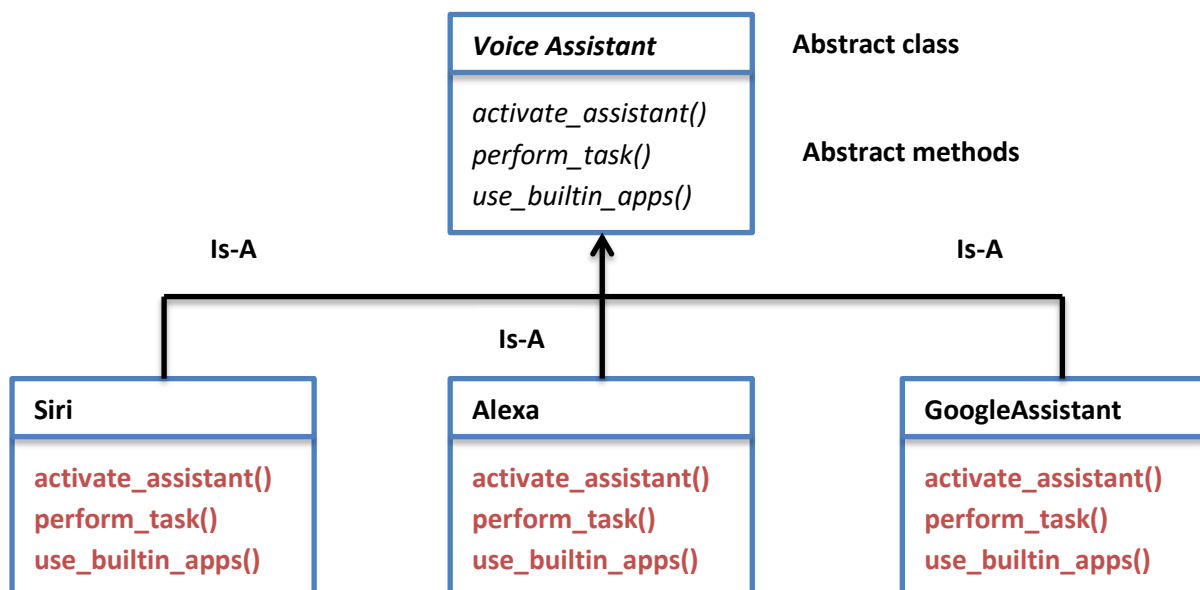 Voice Assistant
Abstract class
activate_assistant()
perform_task()
Abstract methods
use_builtin_apps()
Is-A
Is-A
Is-A
Siri
activate_assistant()
perform_task()
use_builtin_apps()
Alexa
activate_assistant()
perform_task()
use_builtin_apps()
GoogleAssistant
activate_assistant()
perform_task()
use_builtin_apps()